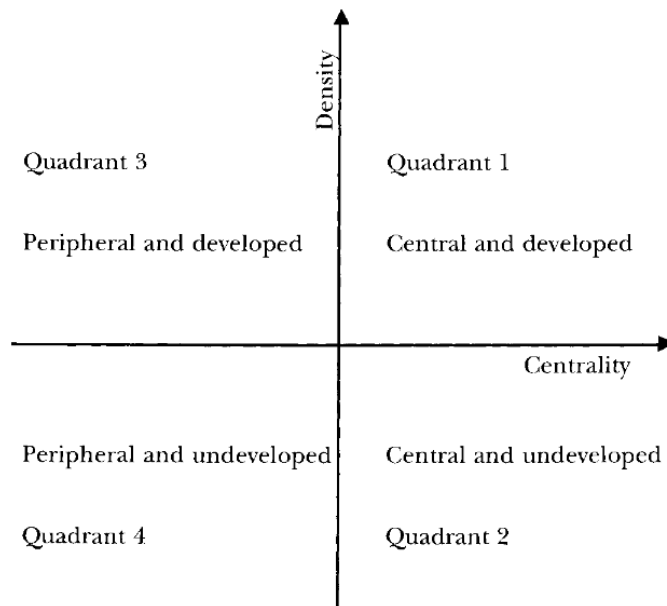 Density
Quadrant 3
Quadrant 1
Peripheral and developed
Central and developed
Centrality
Peripheral and undeveloped
Central and undeveloped
Quadrant 4
Quadrant 2